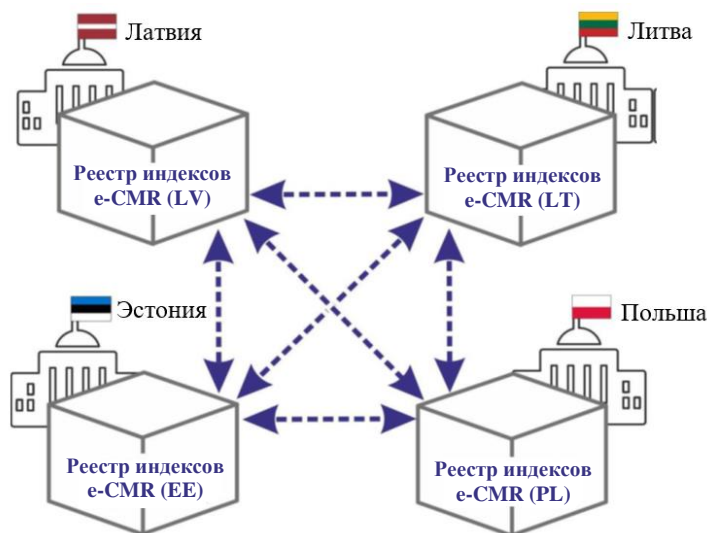 Латвия
Литва
Реестр индексов
e-CMR (LV)
Реестр индексов
e-CMR (LT)
Эстония
Польша
Реестр индексов
e-CMR (EE)
Реестр индексов
e-CMR (PL)